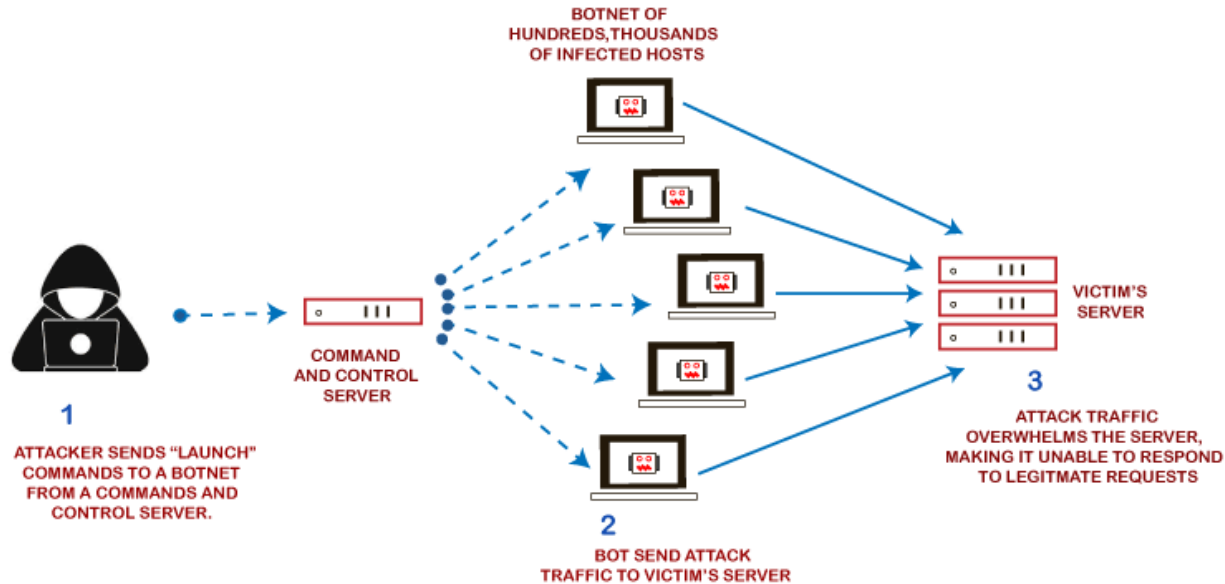 BOTNET OF
HUNDREDS,THOUSANDS
OF INFECTED HOSTS
COMMAND
AND CONTROL
SERVER
VICTIM'S
SERVER
1
ATTACKER SENDS “LAUNCH”
COMMANDS TO A BOTNET
FROM A COMMANDS AND
CONTROL SERVER.
2
BOT SEND ATTACK
TRAFFIC TO VICTIM'S SERVER
3
ATTACK TRAFFIC
OVERWHELMS THE SERVER,
MAKING IT UNABLE TO RESPOND
TO LEGITMATE REQUESTS